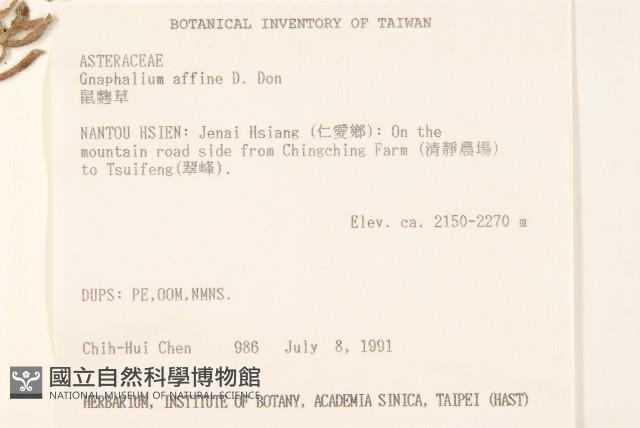 BOTANICAL INVENTORY OF TAIWAN
ASTERACEAE
Gnaphalium affine D. Don
鼠麴草
NANTOU HSIEN: Jenai Hsiang (仁愛鄉): On the
mountain road side from Chingching Farm (清靜農場)
to Tsuifeng(翠峰).
Elev. ca. 2150-2270 m
DUPS: PE,OOM,NMNS.
Chih-Hui Chen 986 July 8, 1991
國立自然科學博物館
NATIONAL MUSEUM OF NATURAL SCIENCE
HERBARIUM, INSTITUTE OF BOTANY, ACADEMIA SINICA, TAIPEI (HAST)